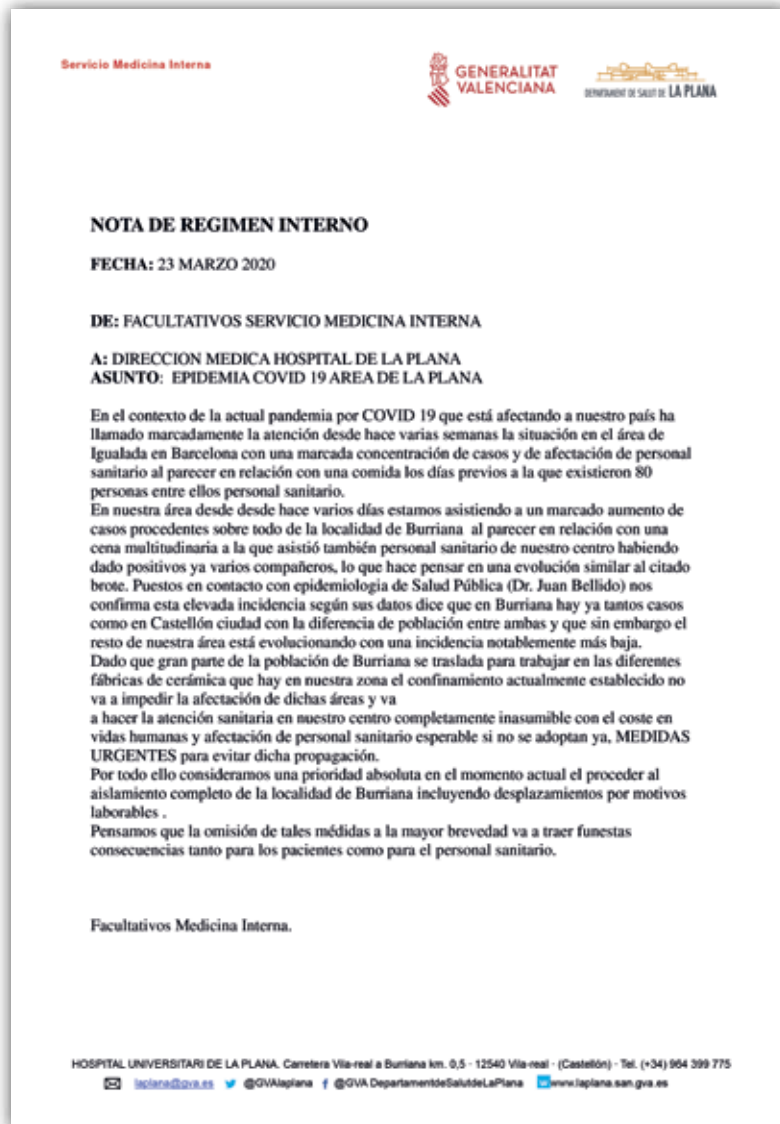 Servicio Medicina Interna
GENERALITAT
VALENCIANA
DEPARTAMENT DE SALUT DE LA PLANA
NOTA DE REGIMEN INTERNO
FECHA: 23 MARZO 2020
DE: FACULTATIVOS SERVICIO MEDICINA INTERNA
A: DIRECCION MEDICA HOSPITAL DE LA PLANA
ASUNTO: EPIDEMIA COVID 19 AREA DE LA PLANA
En el contexto de la actual pandemia por COVID 19 que está afectando a nuestro país ha
llamado marcadamente la atención desde hace varias semanas la situación en el área de
Igualada en Barcelona con una marcada concentración de casos y de afectación de personal
sanitario al parecer en relación con una comida los días previos a la que existieron 80
personas entre ellos personal sanitario.
En nuestra área desde desde hace varios días estamos asistiendo a un marcado aumento de
casos procedentes sobre todo de la localidad de Burriana al parecer en relación con una
cena multitudinaria a la que asistió también personal sanitario de nuestro centro habiendo
dado positivos ya varios compañeros, lo que hace pensar en una evolución similar al citado
brote. Puestos en contacto con epidemiologia de Salud Pública (Dr. Juan Bellido) nos
confirma esta elevada incidencia según sus datos dice que en Burriana hay ya tantos casos
como en Castellón ciudad con la diferencia de población entre ambas y que sin embargo el
resto de nuestra área está evolucionando con una incidencia notablemente más baja.
Dado que gran parte de la población de Burriana se traslada para trabajar en las diferentes
fábricas de cerámica que hay en nuestra zona el confinamiento actualmente establecido no
va a impedir la afectación de dichas áreas y va
a hacer la atención sanitaria en nuestro centro completamente inasumible con el coste en
vidas humanas y afectación de personal sanitario esperable si no se adoptan ya, MEDIDAS
URGENTES para evitar dicha propagación.
Por todo ello consideramos una prioridad absoluta en el momento actual el proceder al
aislamiento completo de la localidad de Burriana incluyendo desplazamientos por motivos
laborables .
Pensamos que la omisión de tales médidas a la mayor brevedad va a traer funestas
consecuencias tanto para los pacientes como para el personal sanitario.
Facultativos Medicina Interna.
HOSPITAL UNIVERSITARI DE LA PLANA. Carretera Vila-real a Burriana km. 0,5 - 12540 Vila-real - (Castellón) - Tel. (+34) 964 399 775
laplana@gva.es @GVAlaplana @GVA DepartamentdeSalutdeLaPlana www.laplana.san.gva.es